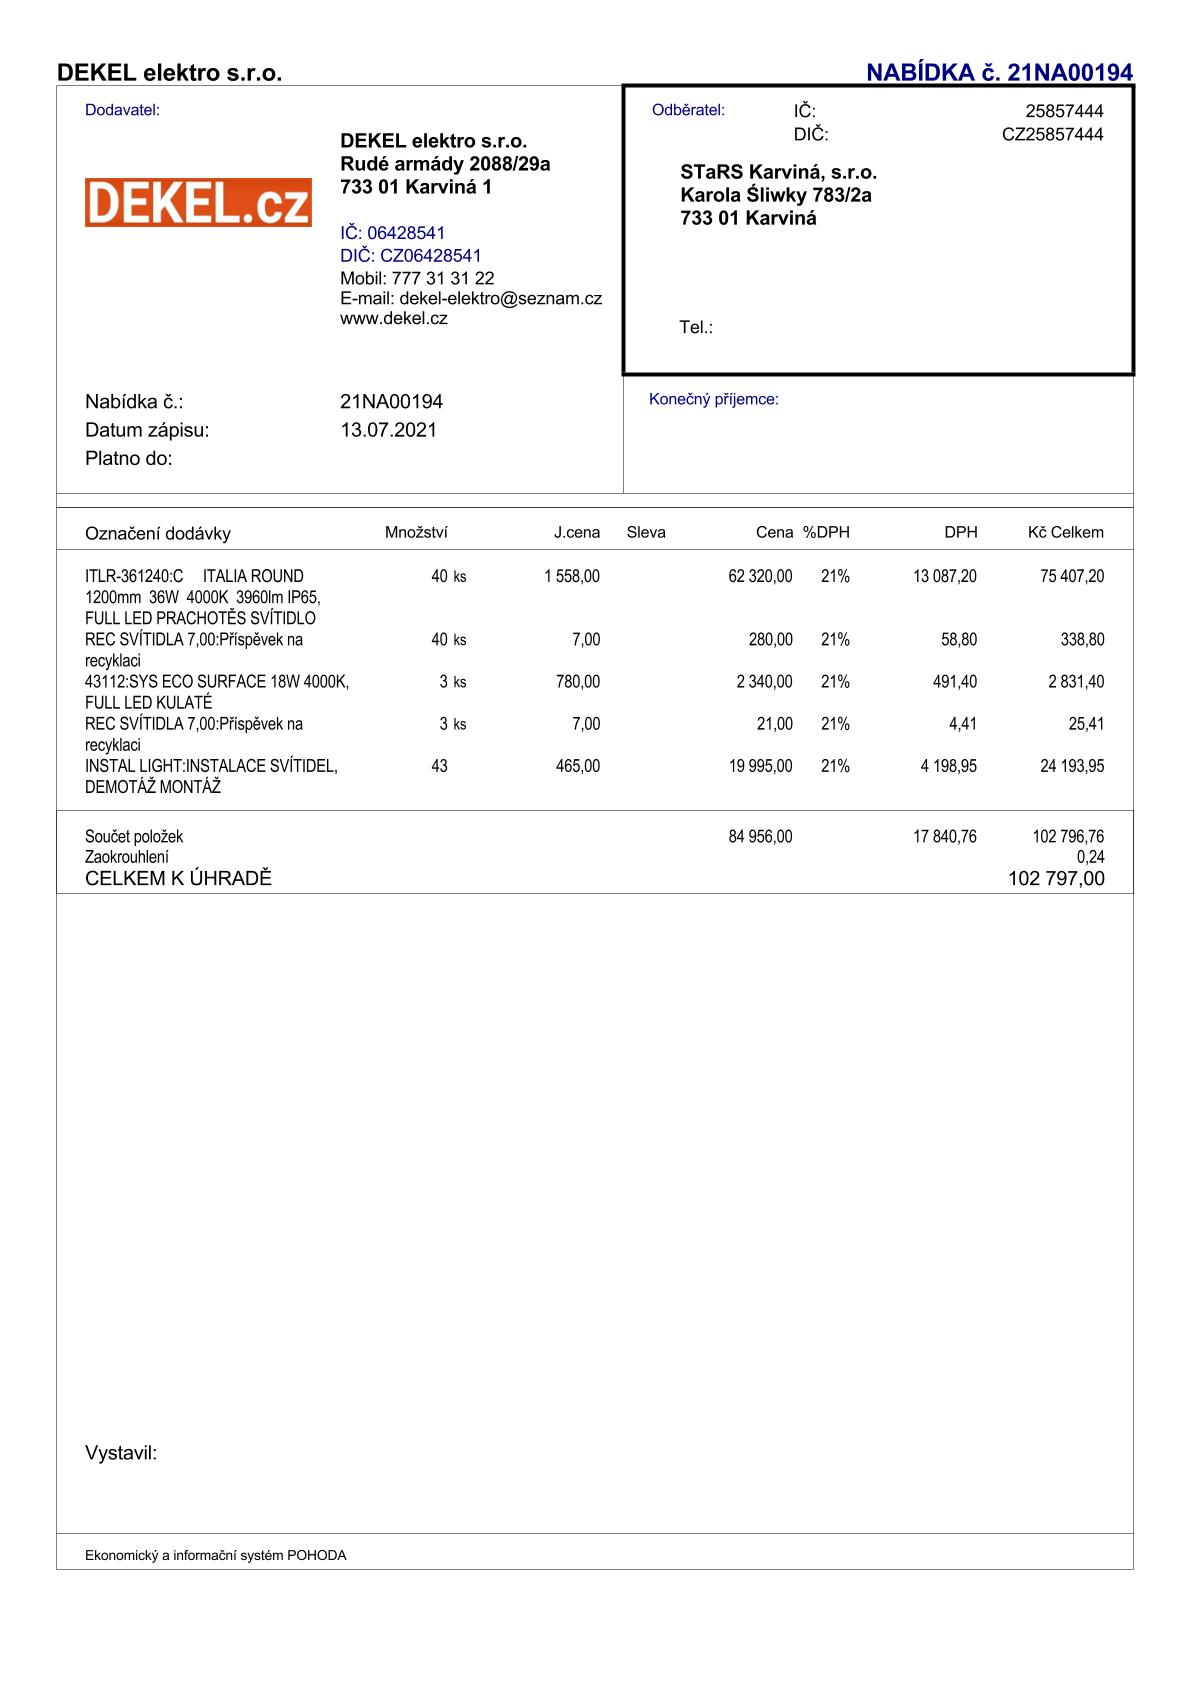 DEKEL elektro s.r.o.
NABÍDKA č. 21NA00194
Dodavatel:
DEKEL.cz
DEKEL elektro s.r.o.
Rudé armády 2088/29a
733 01 Karviná 1
IČ: 06428541
DIČ: CZ06428541
Mobil: 777 31 31 22
E-mail: dekel-elektro@seznam.cz
www.dekel.cz
Odběratel: IČ: 25857444
DIČ: CZ25857444
STaRS Karviná, s.r.o.
Karola Śliwky 783/2a
733 01 Karviná
Tel.:
Nabídka č.: 21NA00194
Datum zápisu: 13.07.2021
Platno do:
Konečný příjemce:
Označení dodávky Množství J.cena Sleva Cena %DPH DPH Kč Celkem
ITLR-361240:C ITALIA ROUND 40 ks 1 558,00 62 320,00 21% 13 087,20 75 407,20
1200mm 36W 4000K 3960lm IP65,
FULL LED PRACHOTĚS SVÍTIDLO
REC SVÍTIDLA 7,00:Příspěvek na 40 ks 7,00 280,00 21% 58,80 338,80
recyklaci
43112:SYS ECO SURFACE 18W 4000K, 3 ks 780,00 2 340,00 21% 491,40 2 831,40
FULL LED KULATÉ
REC SVÍTIDLA 7,00:Příspěvek na 3 ks 7,00 21,00 21% 4,41 25,41
recyklaci
INSTAL LIGHT:INSTALACE SVÍTIDEL, 43 465,00 19 995,00 21% 4 198,95 24 193,95
DEMOTÁŽ MONTÁŽ
Součet položek 84 956,00 17 840,76 102 796,76
Zaokrouhlení 0,24
CELKEM K ÚHRADĚ 102 797,00
Vystavil:
Ekonomický a informační systém POHODA